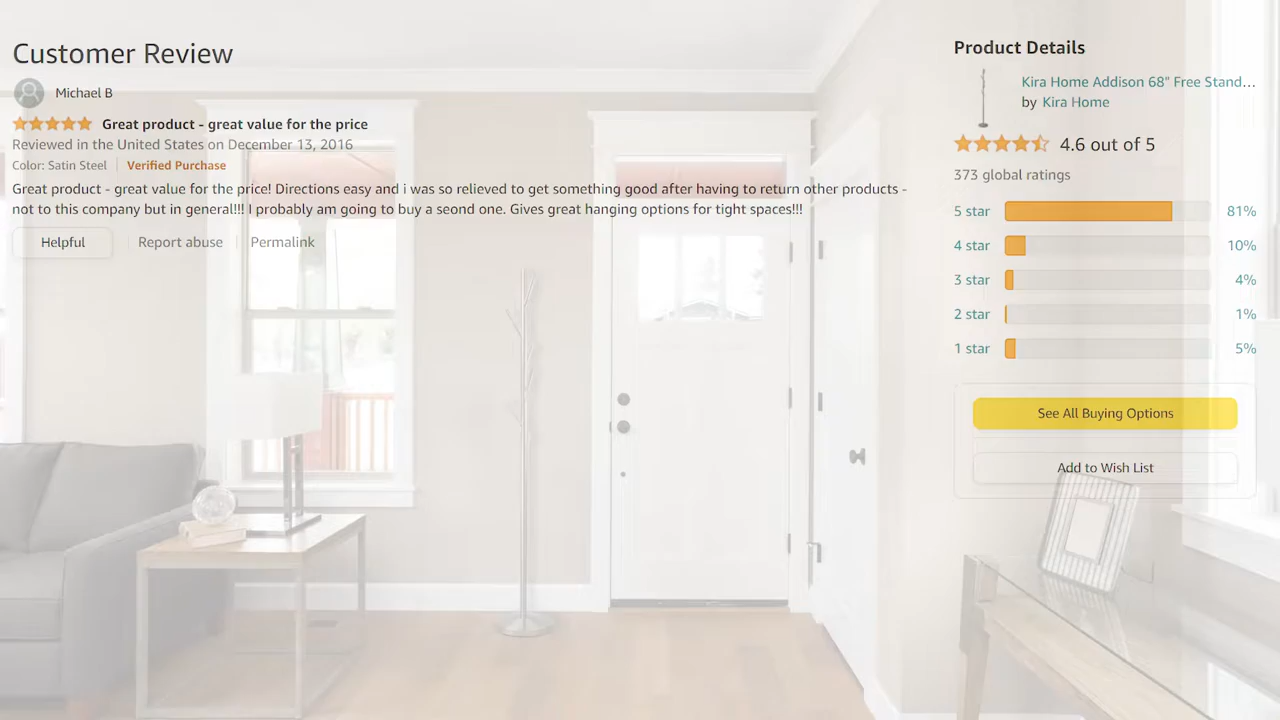 Customer Review
Michael B
Great product - great value for the price
Reviewed in the United States on December 13, 2016
Color: Satin Steel
Verified Purchase
Great product - great value for the price! Directions easy and i was so relieved to get something good after having to return other products -
not to this company but in general!!! I probably am going to buy a seond one. Gives great hanging options for tight spaces!!!
Helpful
Report abuse
Permalink
Product Details
Kira Home Addison 68" Free Stand...
by Kira Home
4.6 out of 5
373 global ratings
5 star 81%
4 star 10%
3 star 4%
2 star 1%
1 star 5%
See All Buying Options
Add to Wish List